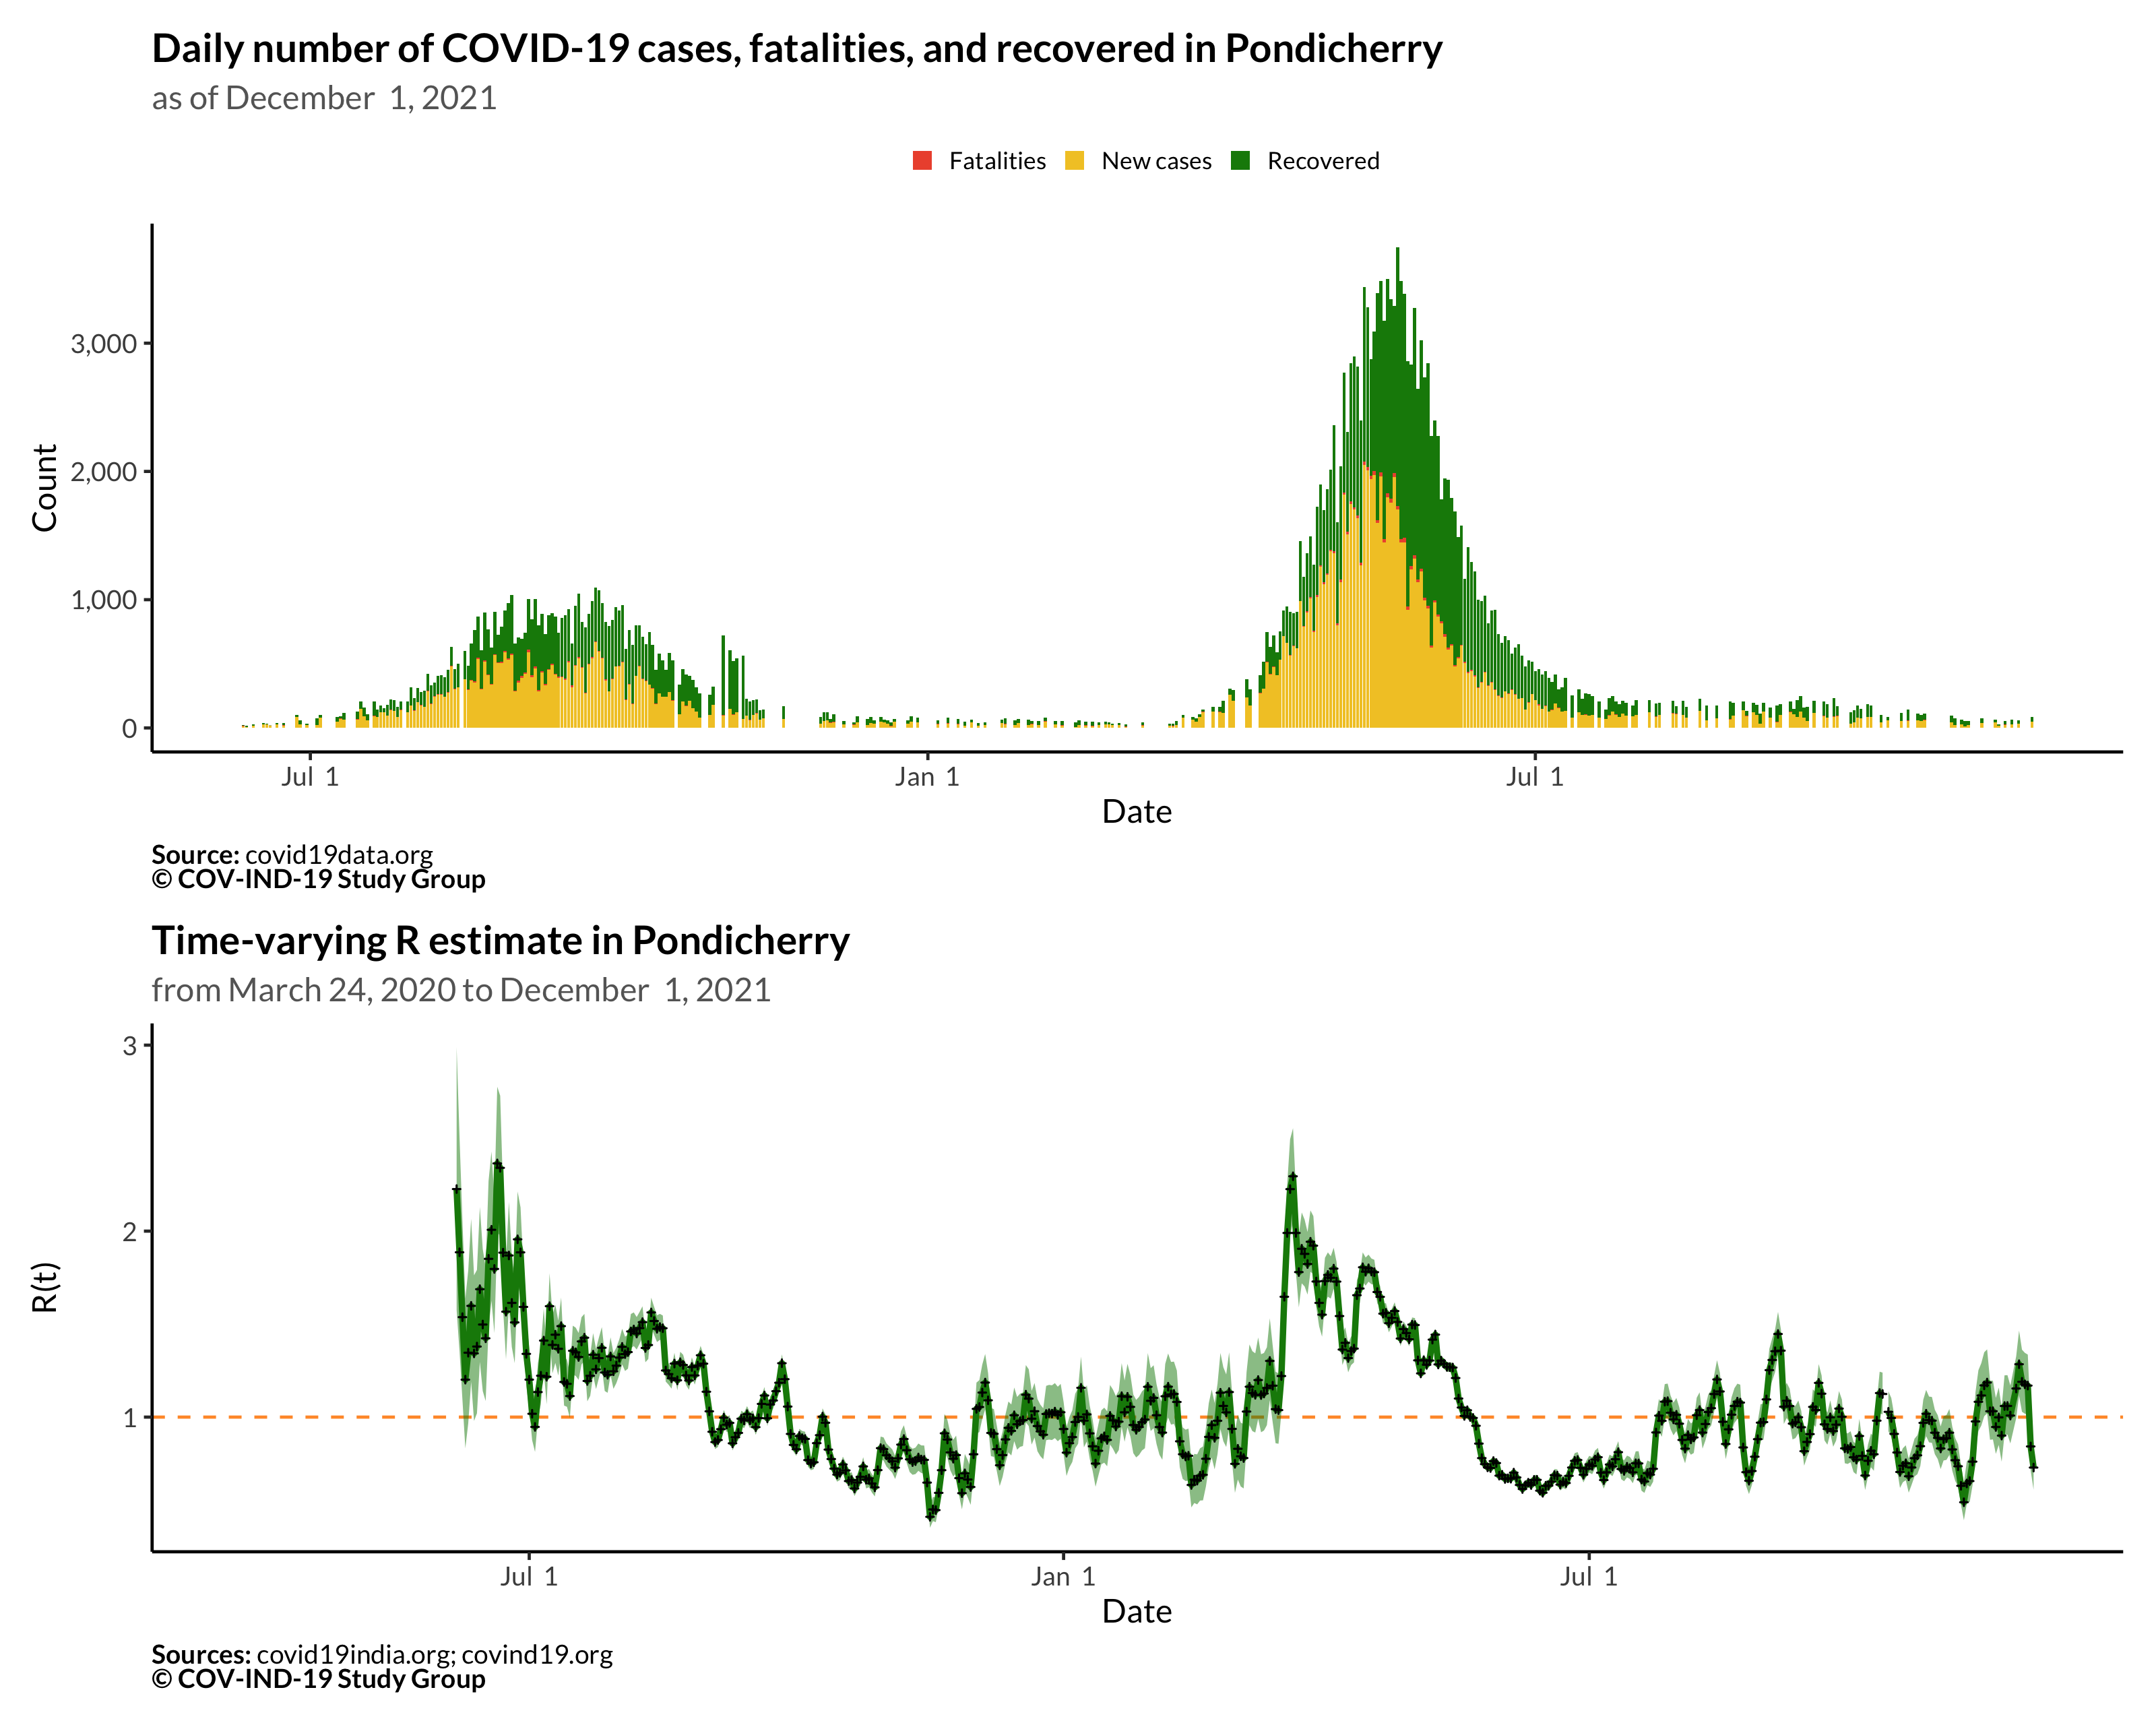 Daily number of COVID-19 cases, fatalities, and recovered in Pondicherry
as of December  1, 2021
Fatalities New cases Recovered
3,000
2,000
1,000
0
Count
Jul 1 Jan 1 Jul 1
Date
Source: covid19data.org
© COV-IND-19 Study Group
Time-varying R estimate in Pondicherry
from March 24, 2020 to December  1, 2021
3
2
1
R(t)
Jul 1 Jan 1 Jul 1
Date
Sources: covid19india.org; covind19.org
© COV-IND-19 Study Group